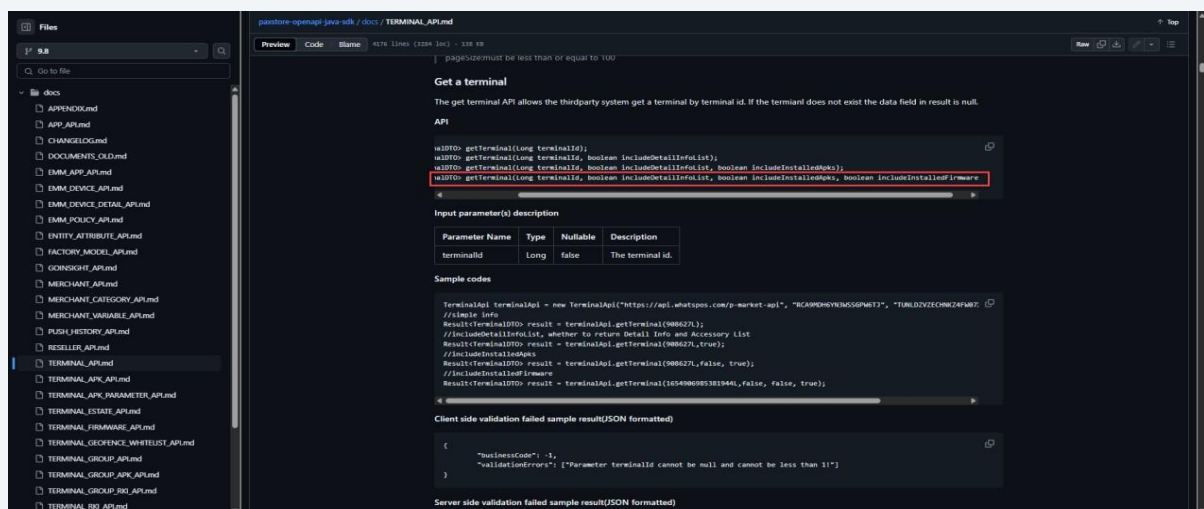 Files
9.8
Go to file
docs
APPENDIX.md
APP_API.md
CHANGELOG.md
DOCUMENTS_OLD.md
EMM_APP_API.md
EMM_DEVICE_API.md
EMM_DEVICE_DETAIL_API.md
EMM_POLICY_API.md
ENTITY_ATTRIBUTE_API.md
FACTORY_MODEL_API.md
GOINSIGHT_API.md
MERCHANT_API.md
MERCHANT_CATEGORY_API.md
MERCHANT_VARIABLE_API.md
PUSH_HISTORY_API.md
RESELLER_API.md
TERMINAL_API.md
TERMINAL_APK_API.md
TERMINAL_APK_PARAMETER_API.md
TERMINAL_ESTATE_API.md
TERMINAL_FIRMWARE_API.md
TERMINAL_GEOFENCE_WHITELIST_API.md
TERMINAL_GROUP_API.md
TERMINAL_GROUP_APK_API.md
TERMINAL_GROUP_RKI_API.md
TERMINAL_RKI_API.md
paxstore-openapi-java-sdk / docs / TERMINAL_API.md
Top
Preview Code Blame 4176 lines (3284 loc) · 138 KB
Raw
pageSize:must be less than or equal to 100
Get a terminal
The get terminal API allows the thirdparty system get a terminal by terminal id. If the termianl does not exist the data field in result is null.
API
nalDTO> getTerminal(Long terminalId);
nalDTO> getTerminal(Long terminalId, boolean includeDetailInfoList);
nalDTO> getTerminal(Long terminalId, boolean includeDetailInfoList, boolean includeInstalledApks);
nalDTO> getTerminal(Long terminalId, boolean includeDetailInfoList, boolean includeInstalledApks, boolean includeInstalledFirmware
Input parameter(s) description
Parameter Name Type Nullable Description
terminalId Long false The terminal id.
Sample codes
TerminalApi terminalApi = new TerminalApi("https://api.whatspos.com/p-market-api", "RCA9MDH6YN3WSSGPW6TJ", "TUNLDZVZECHNKZ4FW07
//simple info
Result<TerminalDTO> result = terminalApi.getTerminal(908627L);
//includeDetailInfoList, whether to return Detail Info and Accessory List
Result<TerminalDTO> result = terminalApi.getTerminal(908627L,true);
//includeInstalledApks
Result<TerminalDTO> result = terminalApi.getTerminal(908627L,false, true);
//includeInstalledFirmware
Result<TerminalDTO> result = terminalApi.getTerminal(1654906985381944L,false, false, true);
Client side validation failed sample result(JSON formatted)
{
"businessCode": -1,
"validationErrors": ["Parameter terminalId cannot be null and cannot be less than 1!"]
}
Server side validation failed sample result(JSON formatted)